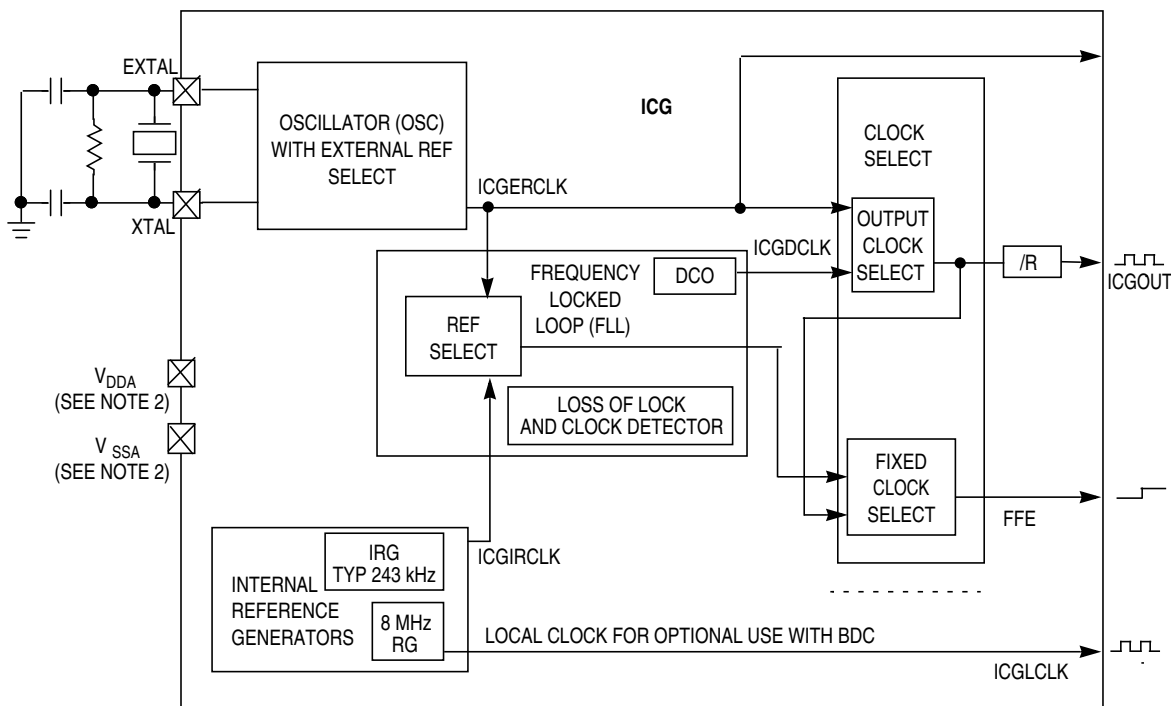 EXTAL
XTAL
OSCILLATOR (OSC)
WITH EXTERNAL REF
SELECT
ICG
CLOCK
SELECT
ICGERCLK
OUTPUT
CLOCK
SELECT
/R
ICGOUT
ICGDCLK
DCO
FREQUENCY
LOCKED
LOOP (FLL)
REF
SELECT
LOSS OF LOCK
AND CLOCK DETECTOR
VDDA
(SEE NOTE 2)
V SSA
(SEE NOTE 2)
FIXED
CLOCK
SELECT
FFE
ICGIRCLK
IRG
TYP 243 kHz
INTERNAL
REFERENCE
GENERATORS
8 MHz
RG
LOCAL CLOCK FOR OPTIONAL USE WITH BDC
ICGLCLK